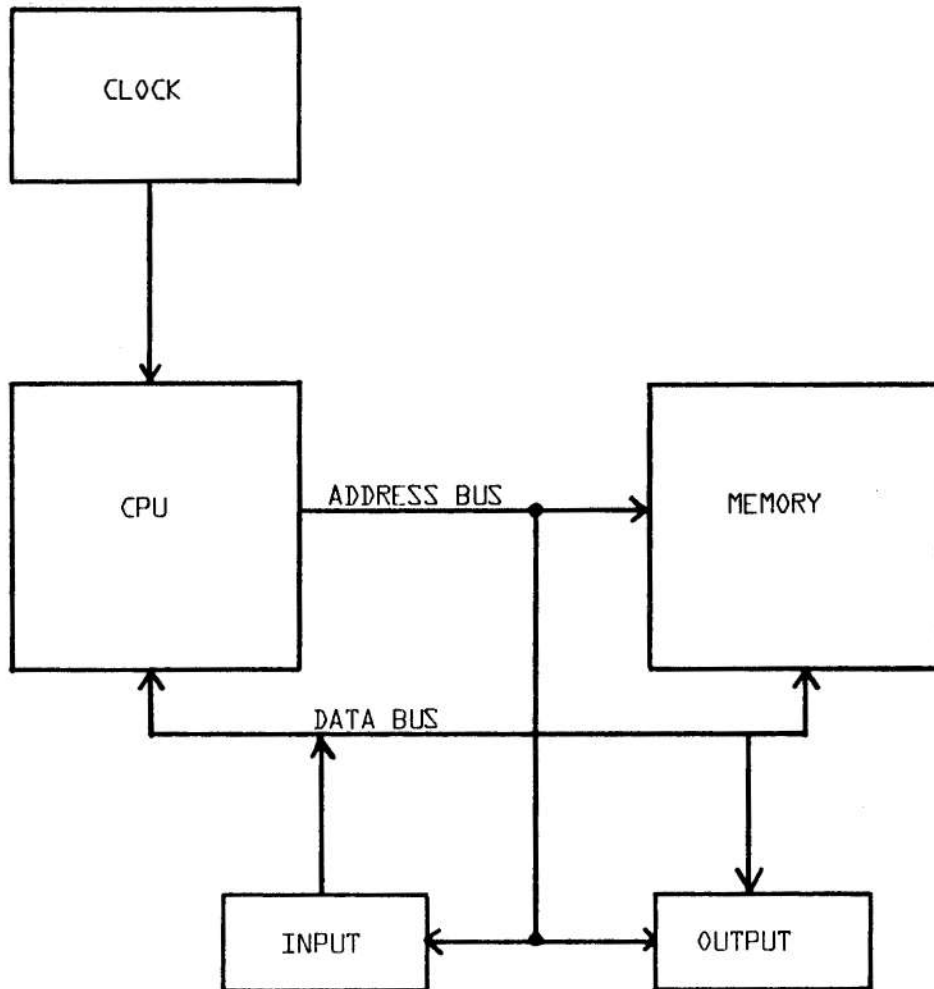 CLOCK
CPU
ADDRESS BUS
MEMORY
DATA BUS
INPUT
OUTPUT